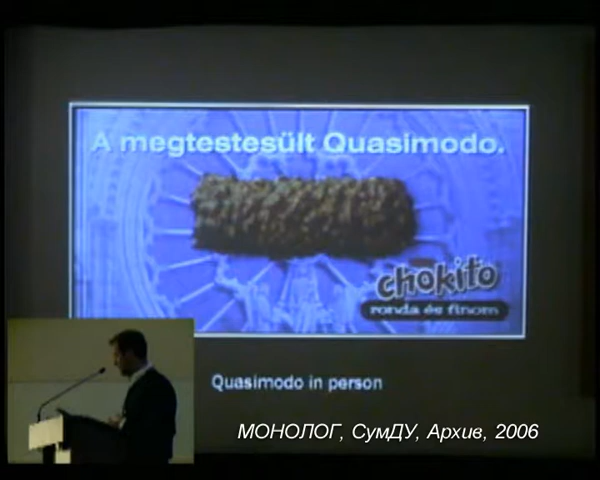 A megtestesült Quasimodo.
chokito
ronda és finom
Quasimodo in person
МОНОЛОГ, СумДУ, Архив, 2006